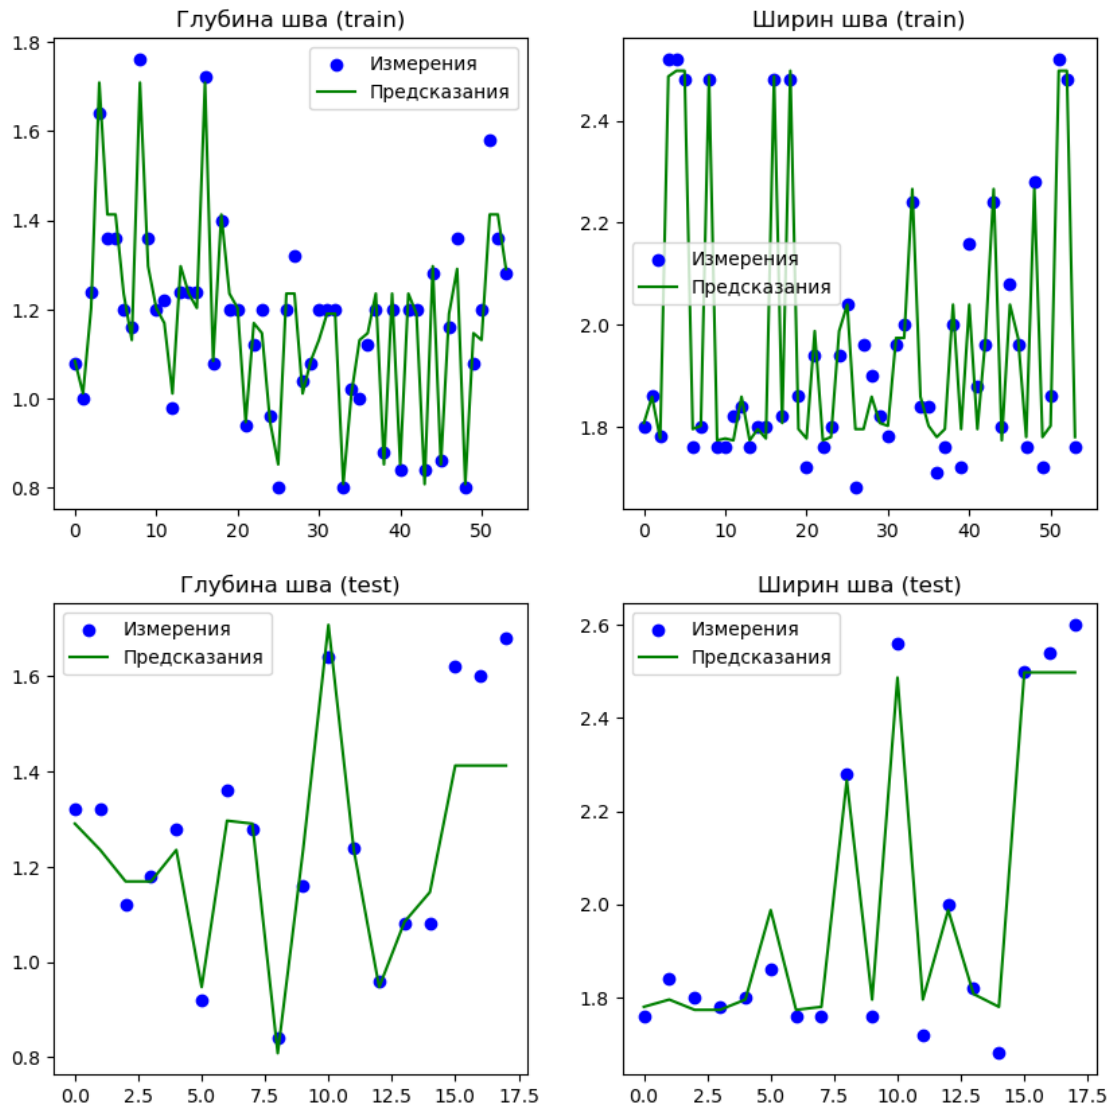 Глубина шва (train)
Измерения
Предсказания
1.8
1.6
1.4
1.2
1.0
0.8
0 10 20 30 40 50
Ширин шва (train)
Измерения
Предсказания
2.4
2.2
2.0
1.8
0 10 20 30 40 50
Глубина шва (test)
Измерения
Предсказания
1.6
1.4
1.2
1.0
0.8
0.0 2.5 5.0 7.5 10.0 12.5 15.0 17.5
Ширин шва (test)
Измерения
Предсказания
2.6
2.4
2.2
2.0
1.8
0.0 2.5 5.0 7.5 10.0 12.5 15.0 17.5